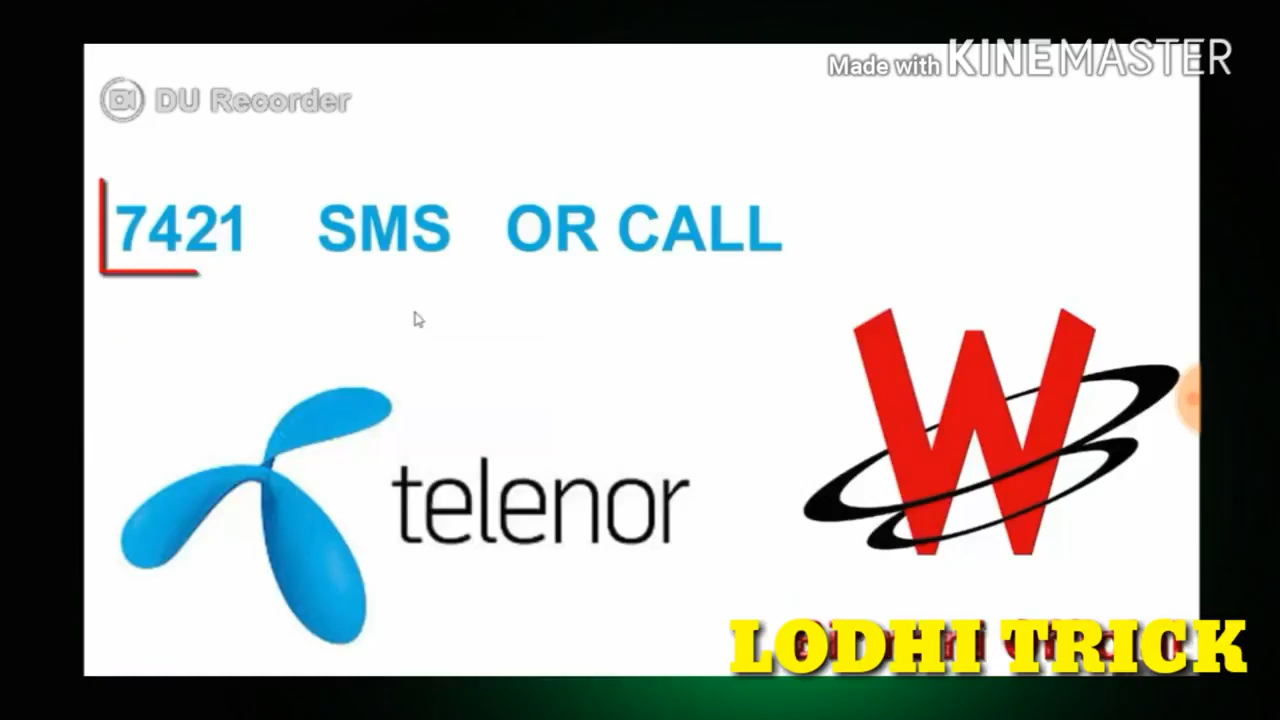 Made with KINEMASTER
DU Recorder
7421 SMS OR CALL
telenor
W
LODHI TRICK